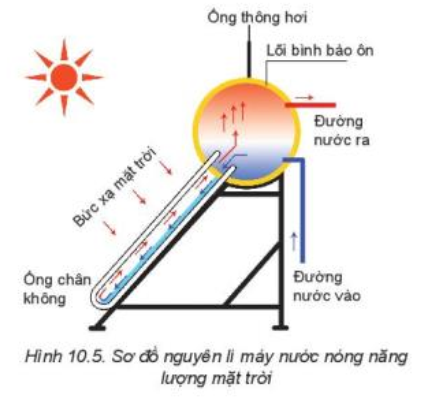 Ống thông hơi
Lõi bình bảo ôn
Đường
nước ra
Bức xạ mặt trời
Ống chân
không
Đường
nước vào
Hình 10.5. Sơ đồ nguyên lí máy nước nóng năng
lượng mặt trời